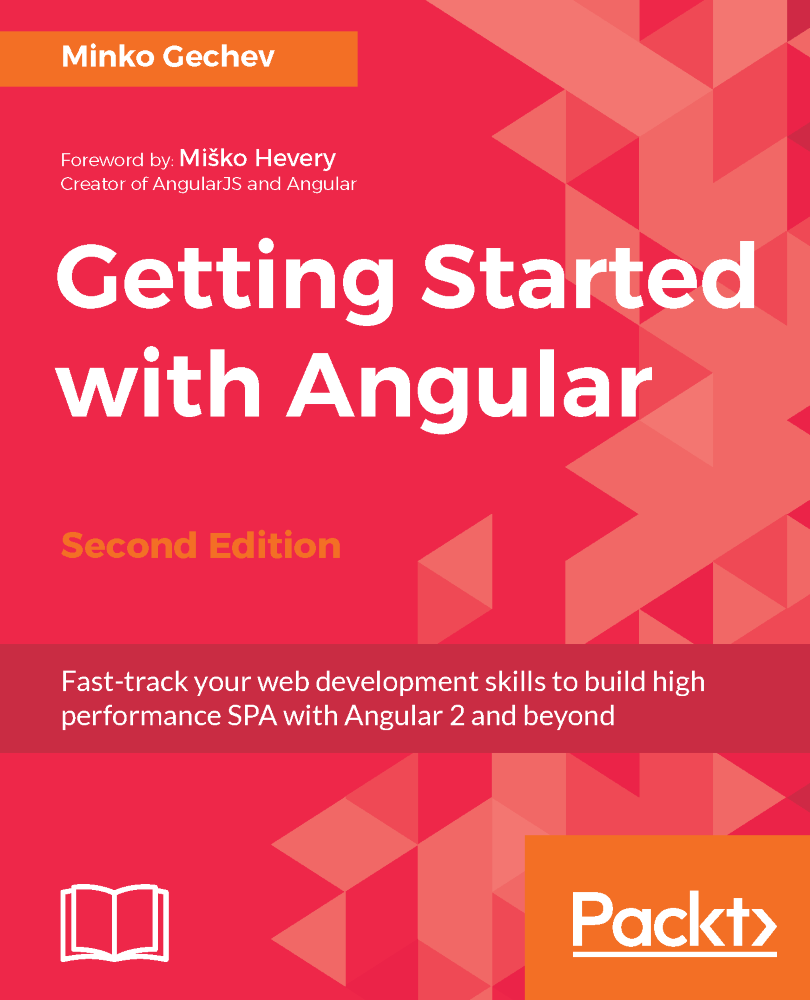 Minko Gechev
Foreword by: Miško Hevery
Creator of AngularJS and Angular
Getting Started
with Angular
Second Edition
Fast-track your web development skills to build high
performance SPA with Angular 2 and beyond
Packt>